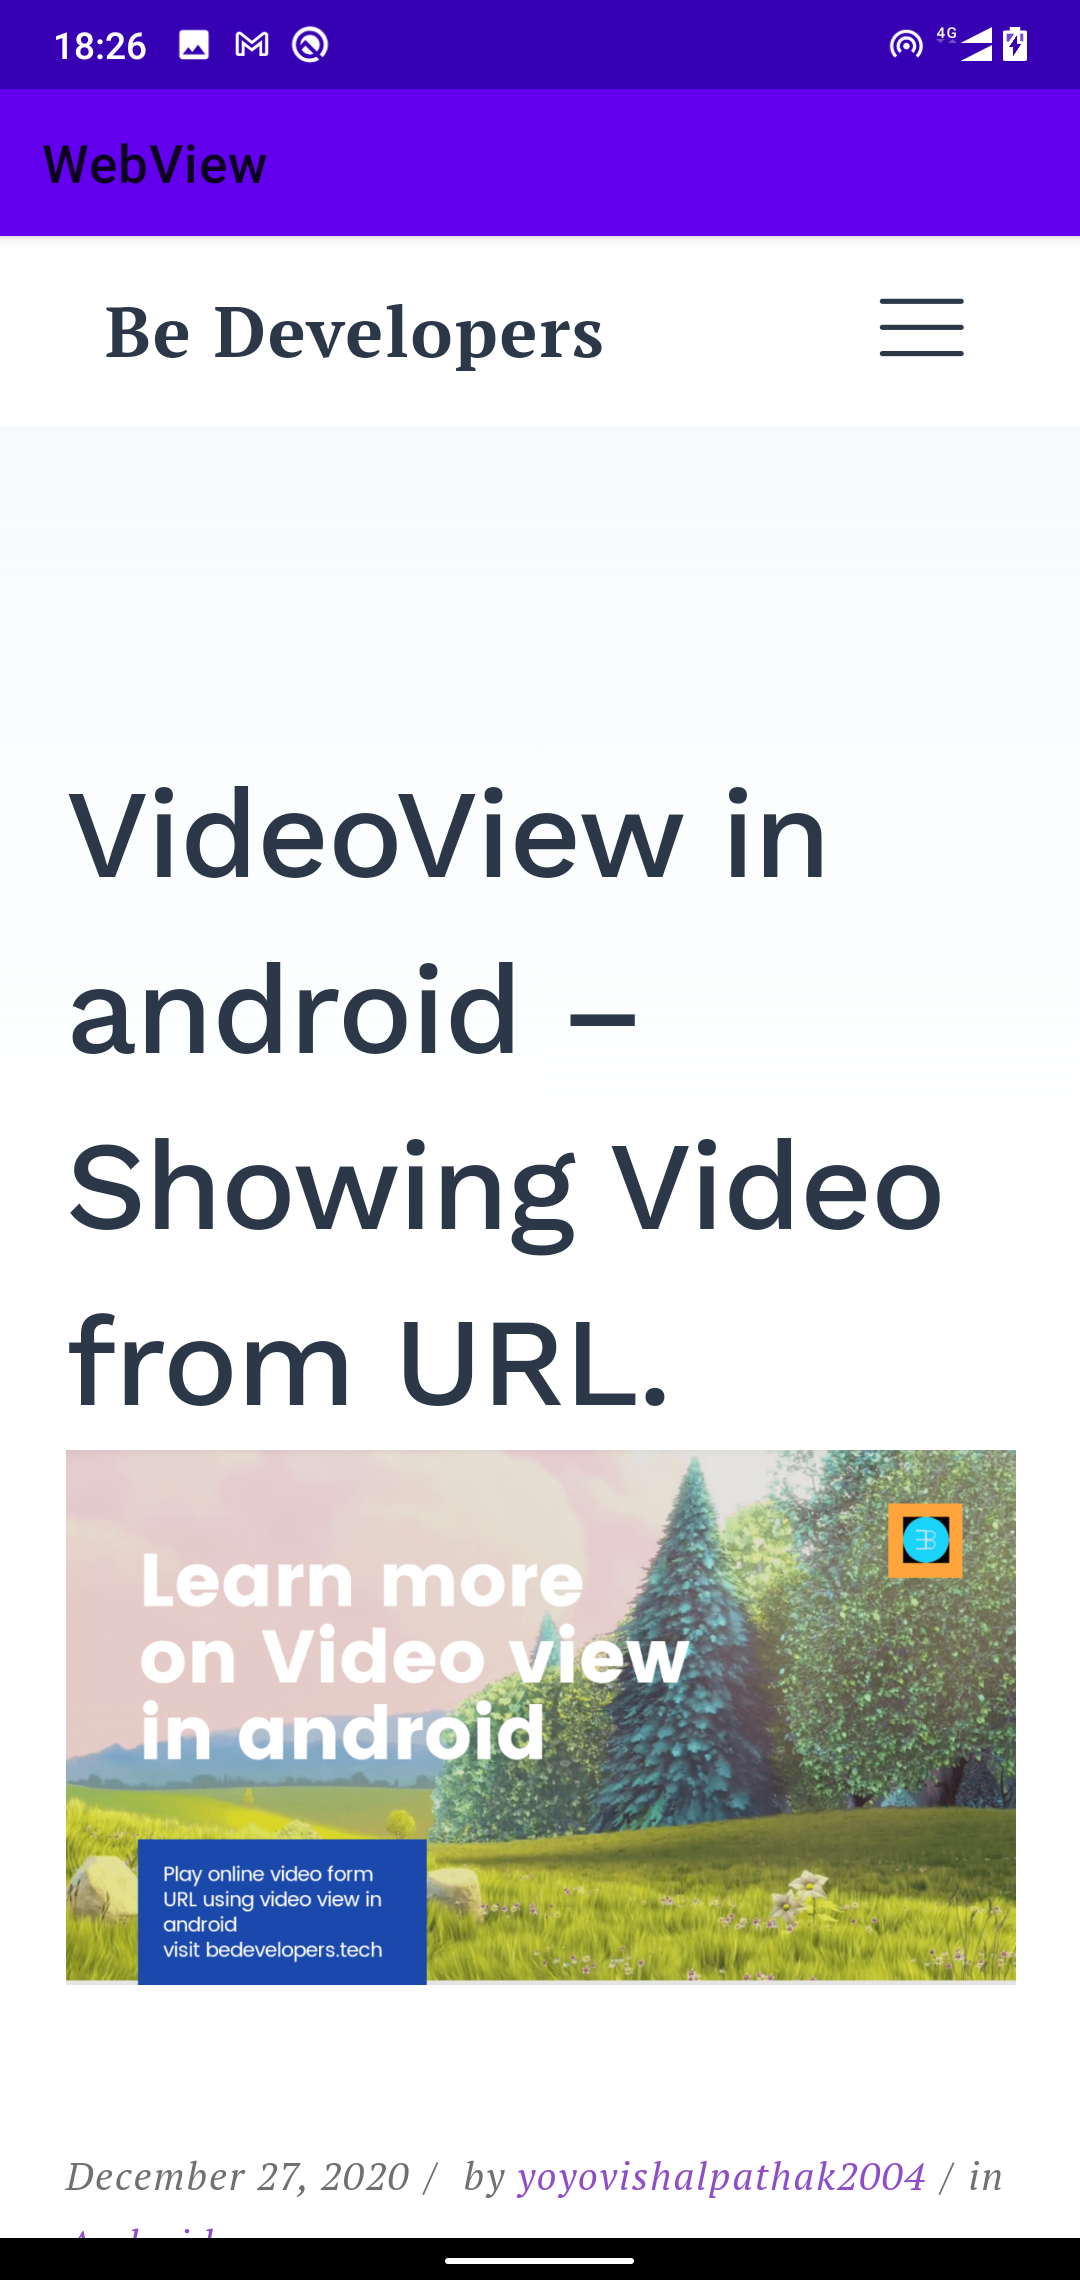 18:26
4G
WebView
Be Developers
VideoView in
android –
Showing Video
from URL.
Learn more
on Video view
in android
Play online video form
URL using video view in
android
visit bedevelopers.tech
December 27, 2020 / by yoyovishalpathak2004 / in